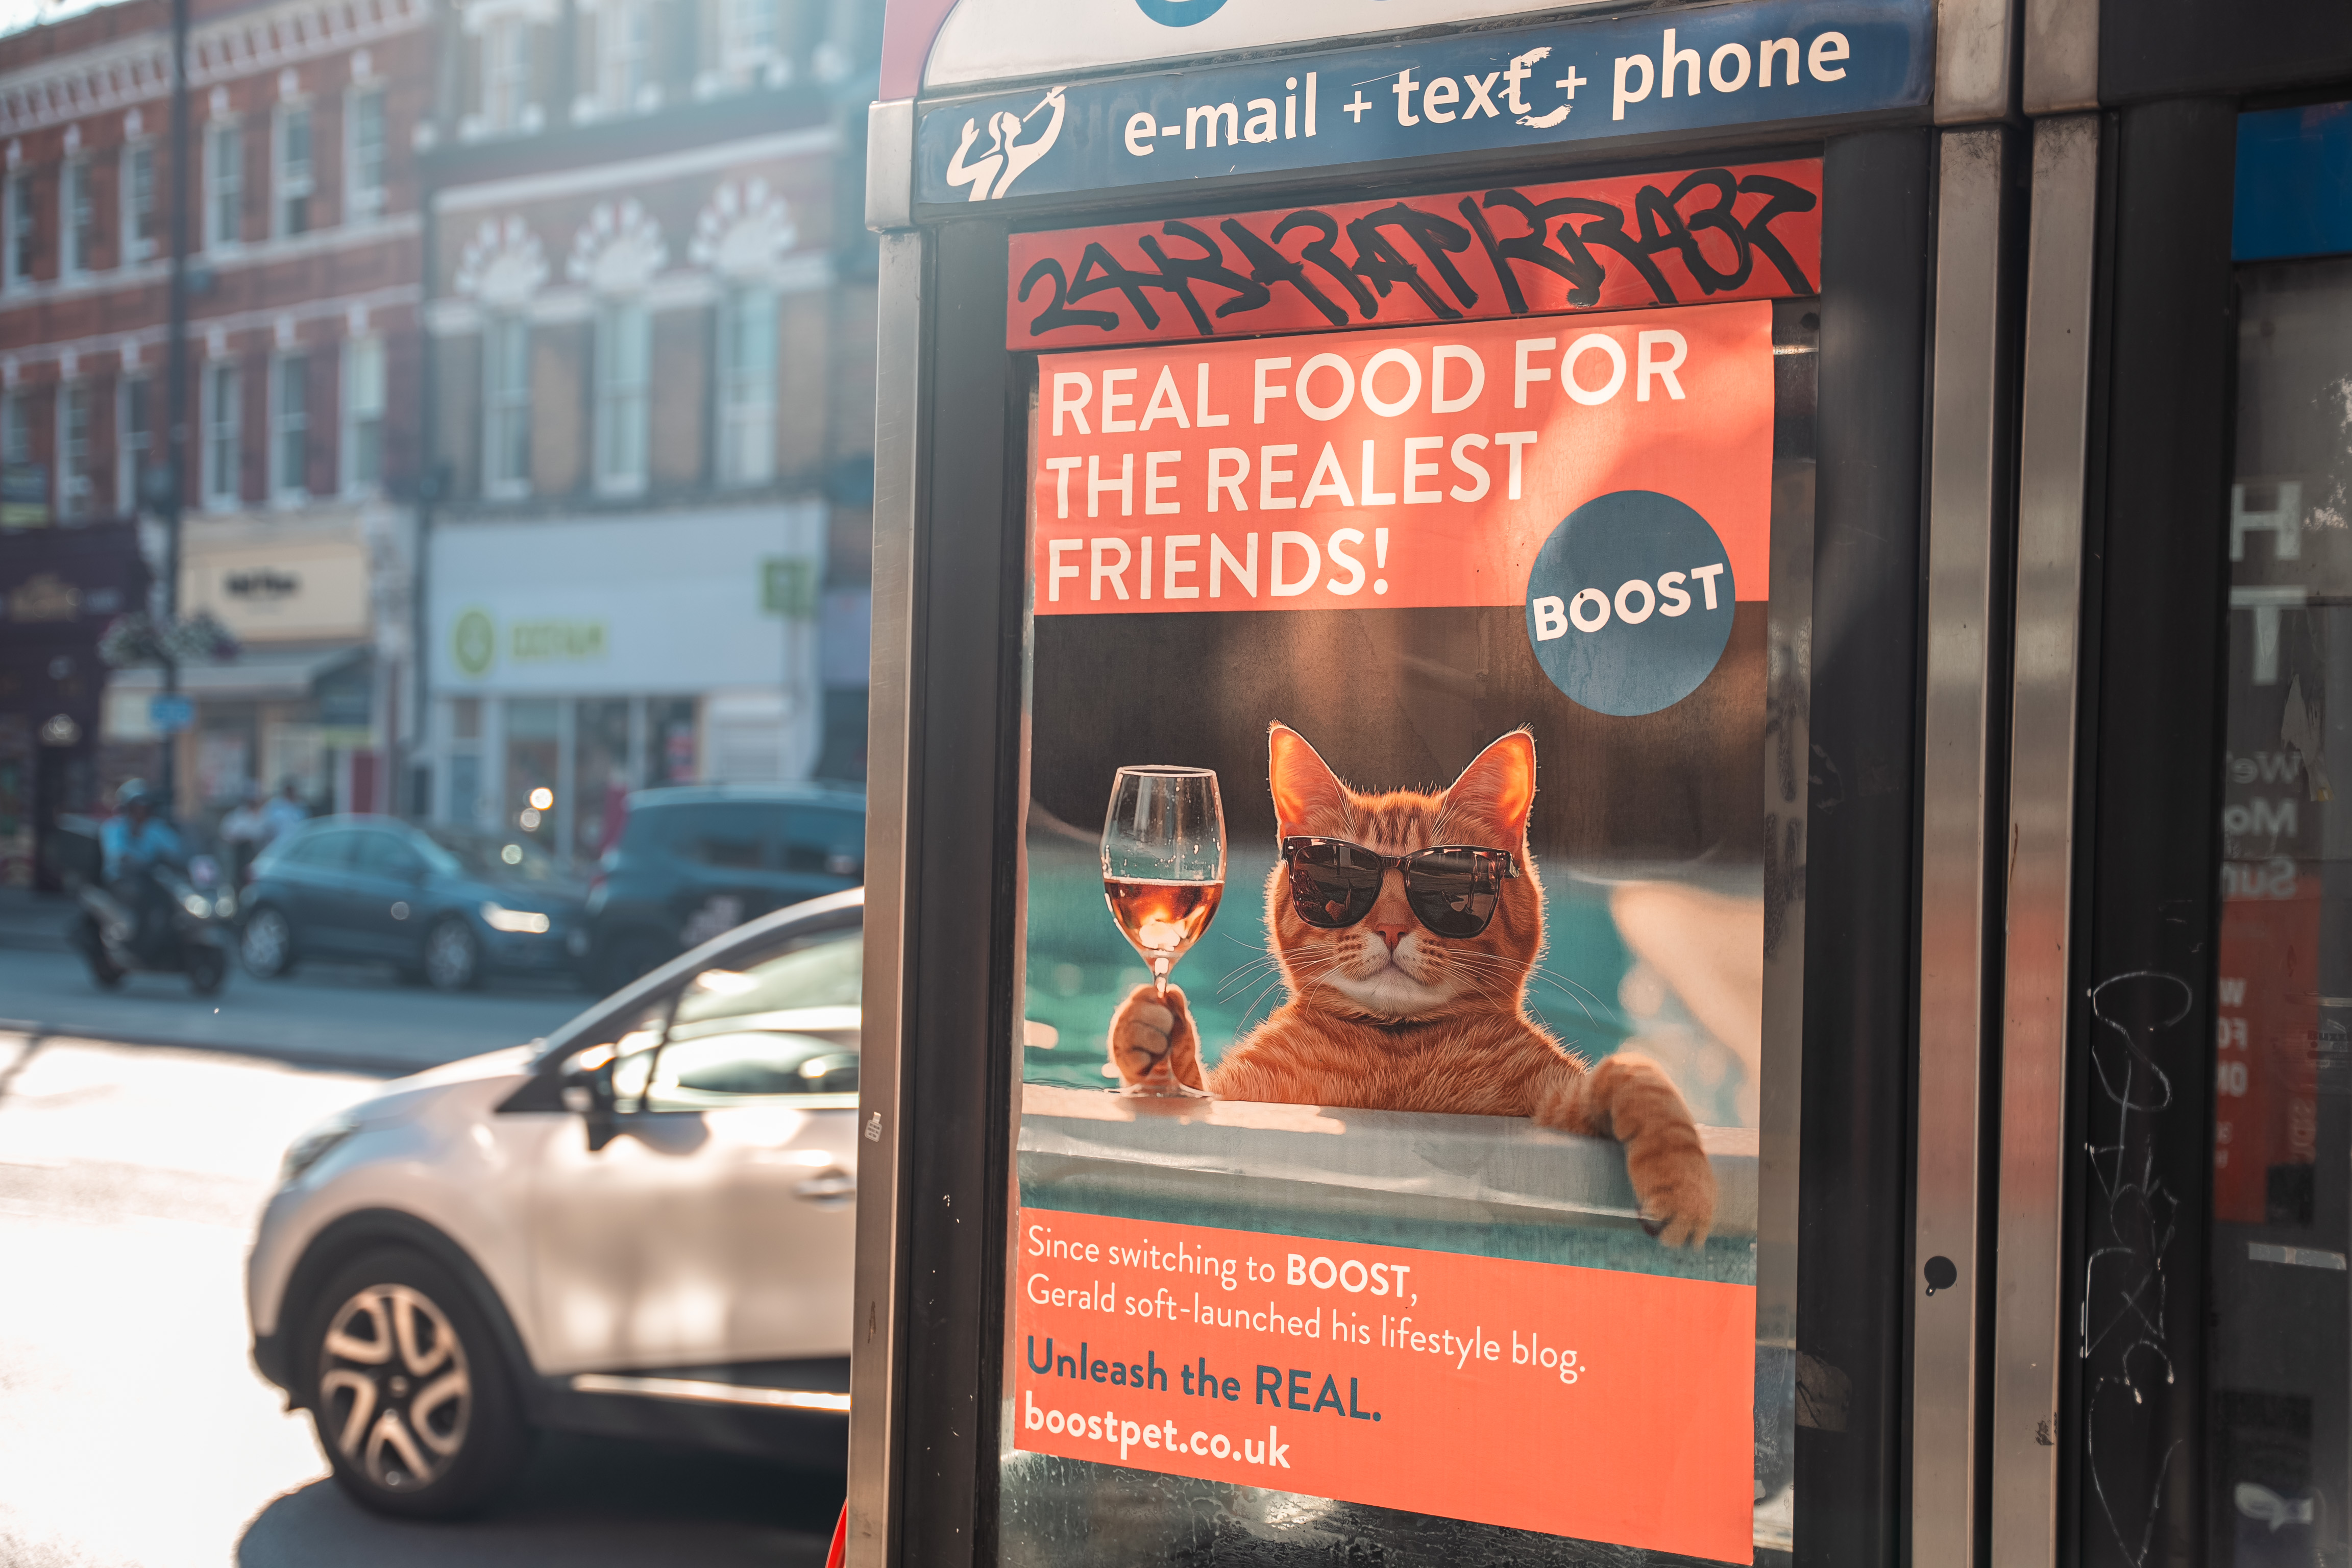 e-mail + text + phone
REAL FOOD FOR
THE REALEST
FRIENDS!
BOOST
Since switching to BOOST,
Gerald soft-launched his lifestyle blog.
Unleash the REAL.
boostpet.co.uk
OXFAM
H
T